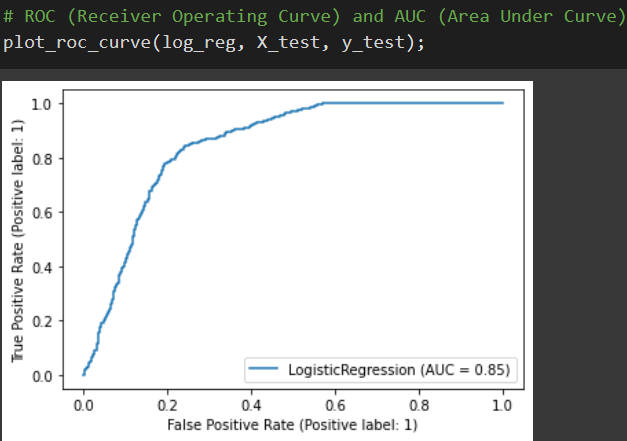 # ROC (Receiver Operating Curve) and AUC (Area Under Curve)
plot_roc_curve(log_reg, X_test, y_test);
True Positive Rate (Positive label: 1)
1.0
0.8
0.6
0.4
0.2
0.0
LogisticRegression (AUC = 0.85)
0.0 0.2 0.4 0.6 0.8 1.0
False Positive Rate (Positive label: 1)